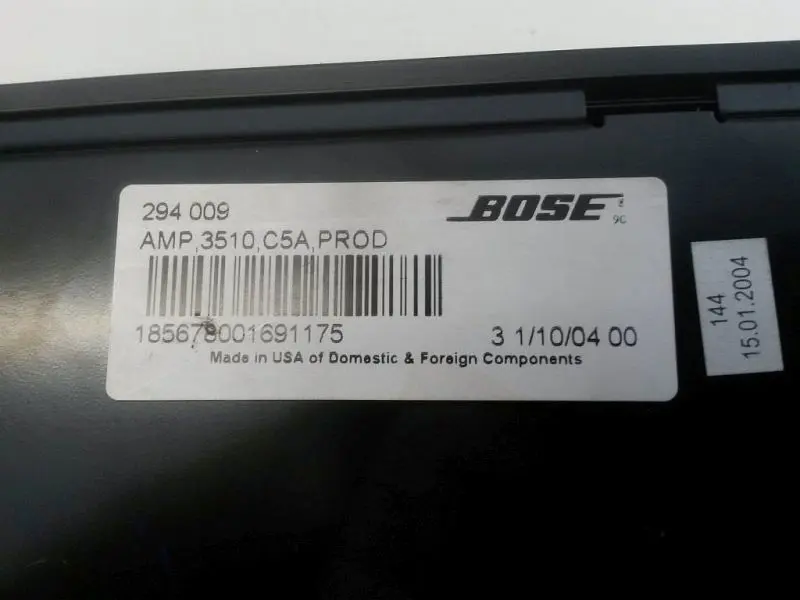 294 009
BOSE
AMP,3510,C5A,PROD
185678001691175
3 1/10/04 00
Made in USA of Domestic & Foreign Components
144
15.01.2004